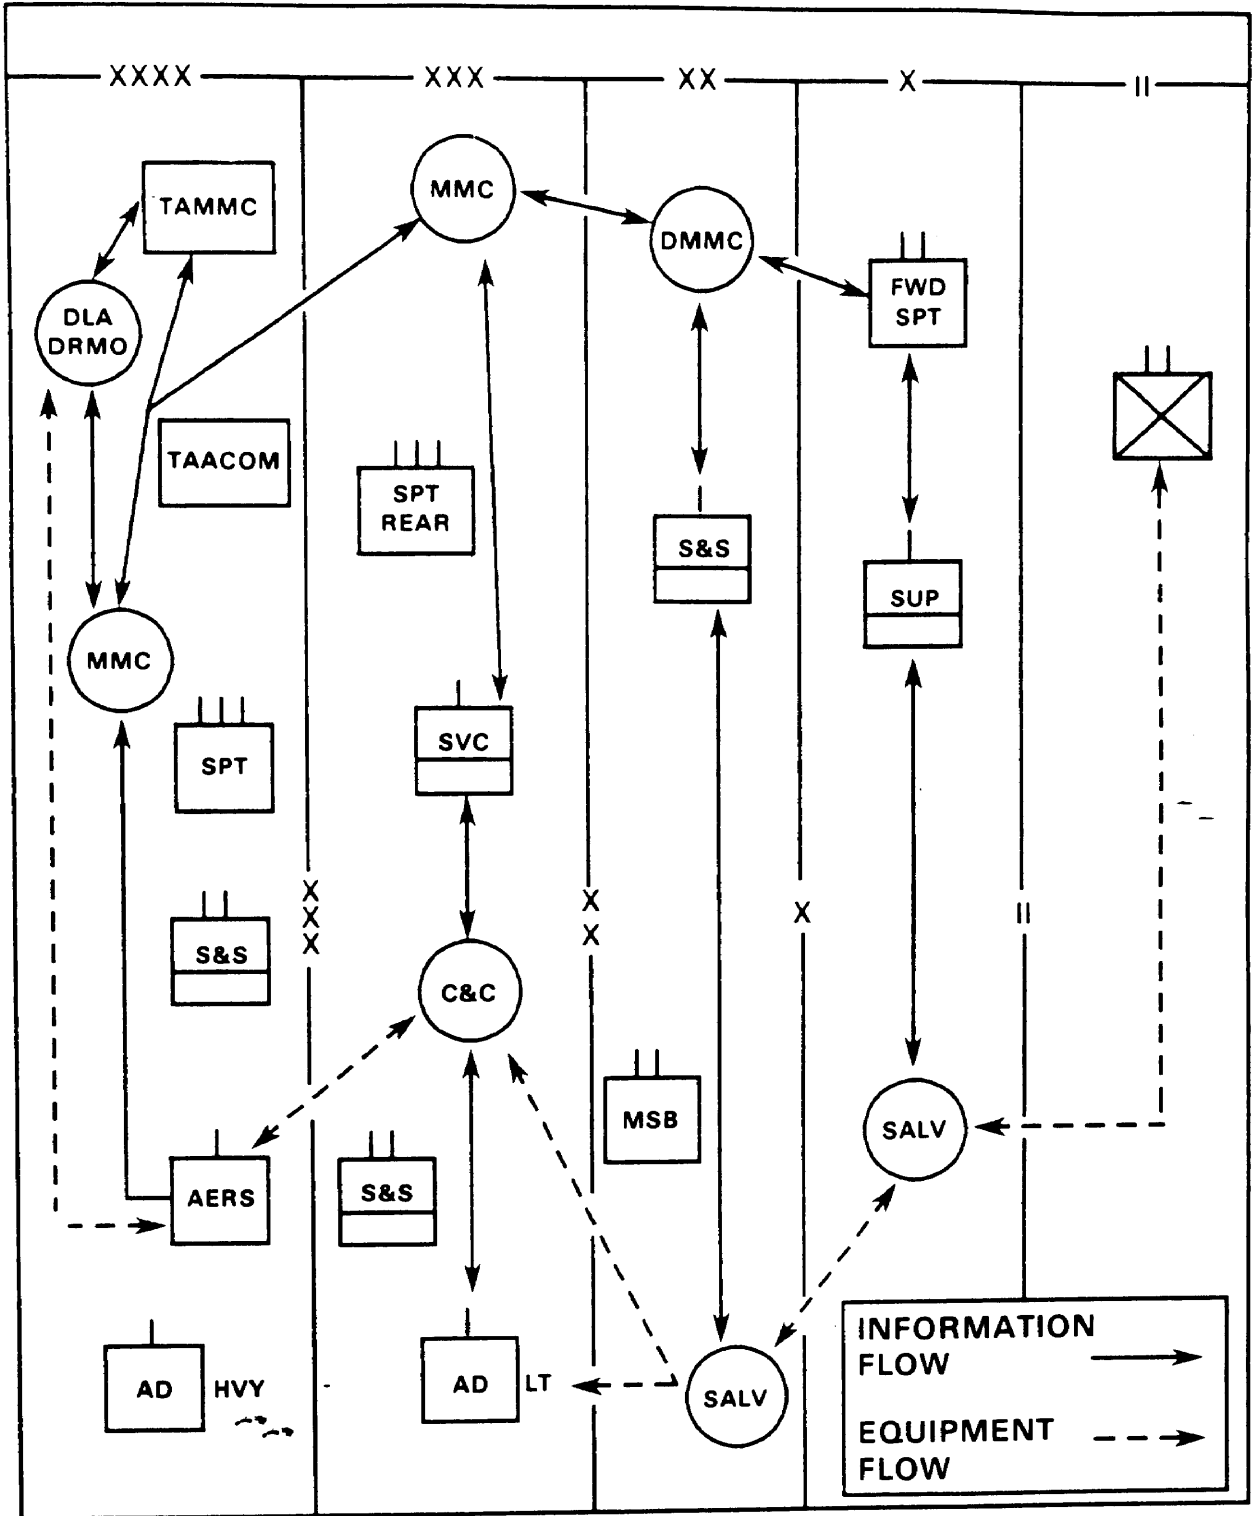 XXXX XXX XX X II
TAMMC
MMC
DMMC
FWD
SPT
DLA
DRMO
TAACOM
SPT
REAR
S&S
SUP
MMC
SPT
SVC
S&S
X
X
X
X
X
X
II
C&C
MSB
SALV
AERS
S&S
AD HVY
AD LT
SALV
INFORMATION
FLOW
EQUIPMENT
FLOW